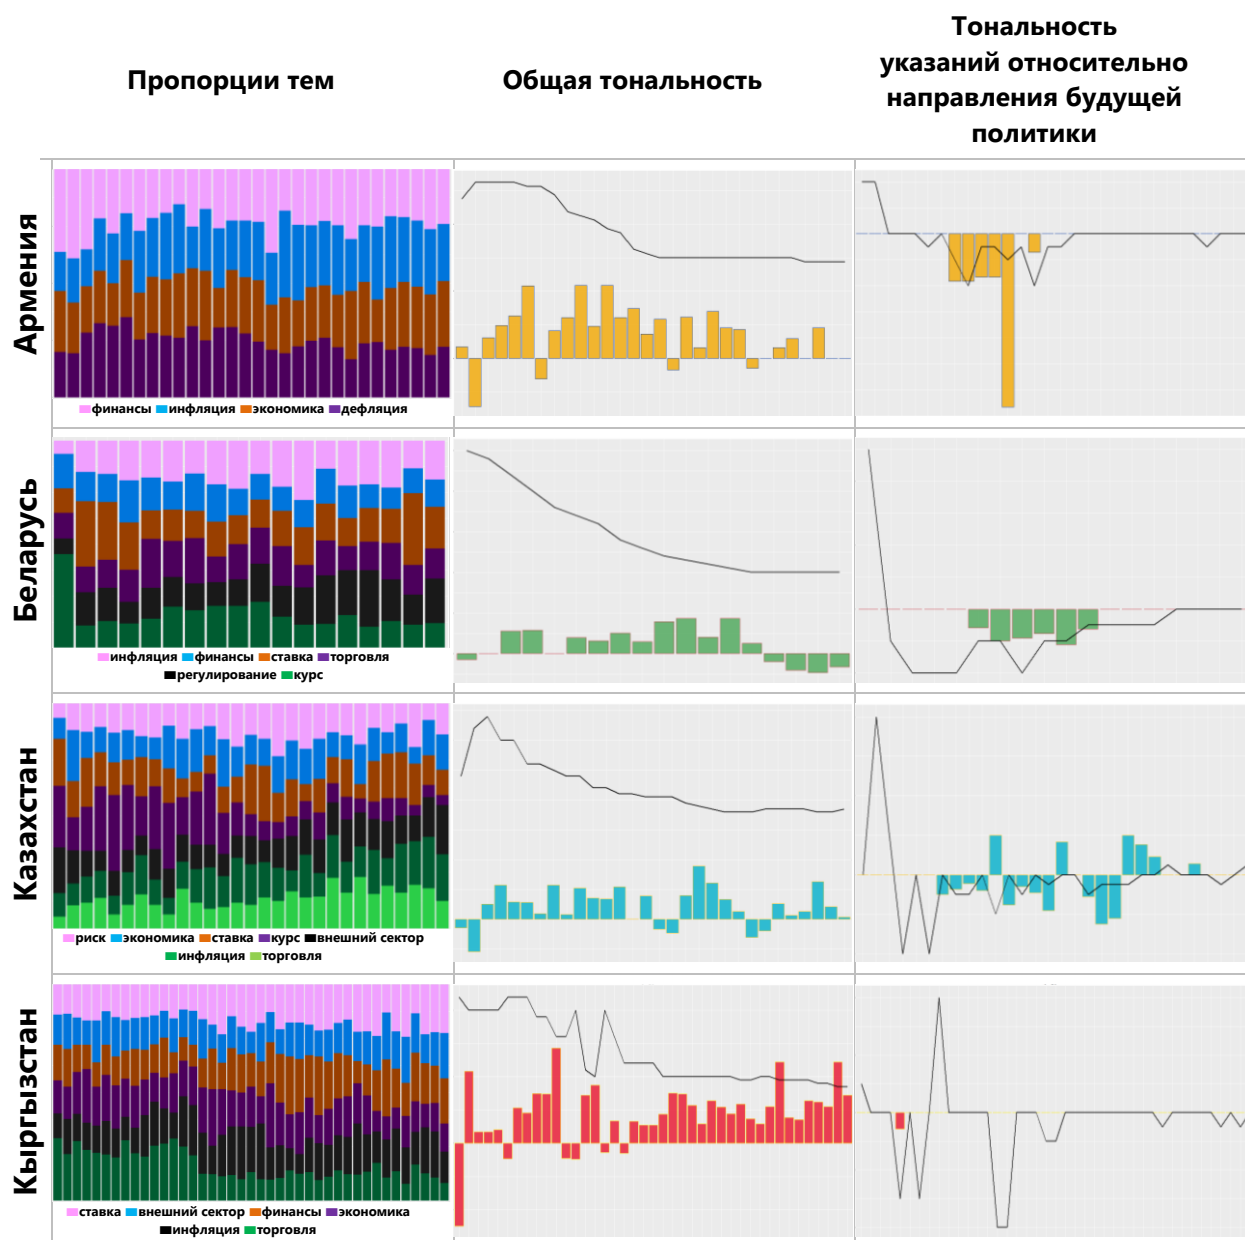 Пропорции тем
Общая тональность
Тональность
указаний относительно
направления будущей
политики
Армения
финансы инфляция экономика дефляция
Беларусь
инфляция финансы ставка торговля
регулирование курс
Казахстан
риск экономика ставка курс внешний сектор
инфляция торговля
Кыргызстан
ставка внешний сектор финансы экономика
инфляция торговля